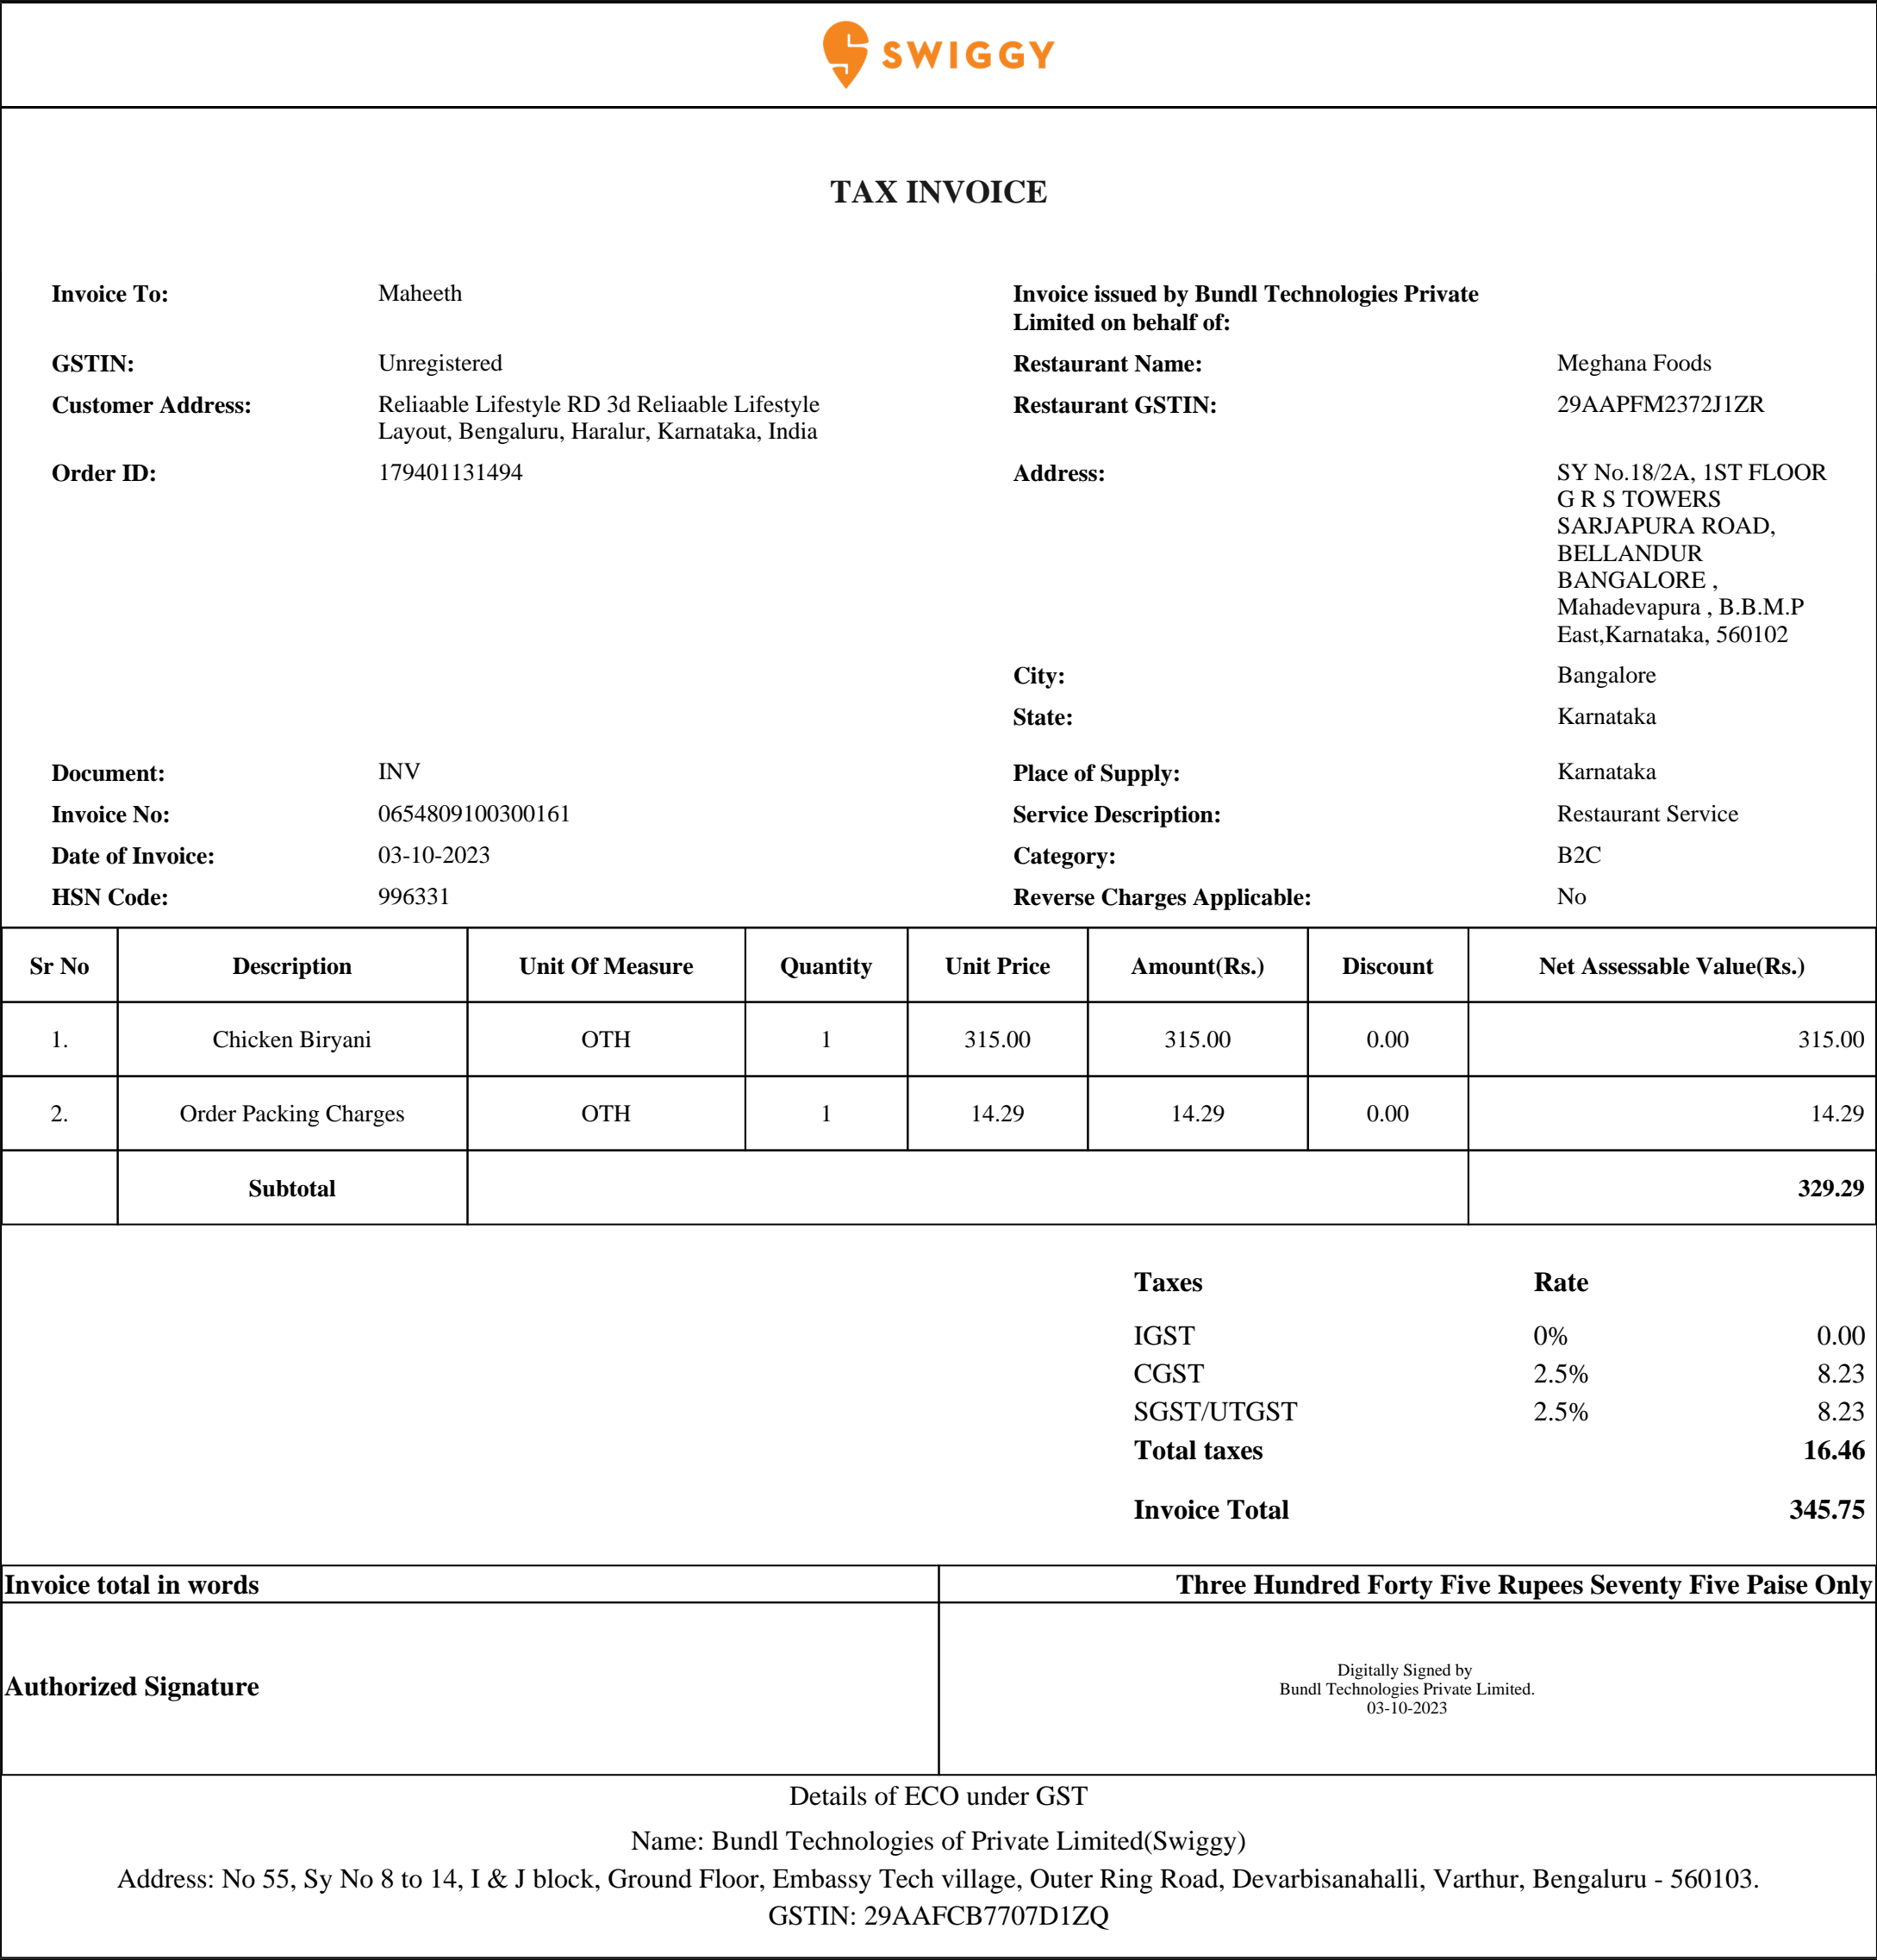 SWIGGY
TAX INVOICE
Invoice To: Maheeth
Invoice issued by Bundl Technologies Private
Limited on behalf of:
GSTIN: Unregistered
Restaurant Name: Meghana Foods
Customer Address: Reliaable Lifestyle RD 3d Reliaable Lifestyle
Layout, Bengaluru, Haralur, Karnataka, India
Restaurant GSTIN: 29AAPFM2372J1ZR
Order ID: 179401131494
Address: SY No.18/2A, 1ST FLOOR
G R S TOWERS
SARJAPURA ROAD,
BELLANDUR
BANGALORE ,
Mahadevapura , B.B.M.P
East,Karnataka, 560102
City: Bangalore
State: Karnataka
Document: INV
Place of Supply: Karnataka
Invoice No: 0654809100300161
Service Description: Restaurant Service
Date of Invoice: 03-10-2023
Category: B2C
HSN Code: 996331
Reverse Charges Applicable: No
Sr No Description Unit Of Measure Quantity Unit Price Amount(Rs.) Discount Net Assessable Value(Rs.)
1. Chicken Biryani OTH 1 315.00 315.00 0.00 315.00
2. Order Packing Charges OTH 1 14.29 14.29 0.00 14.29
Subtotal 329.29
Taxes Rate
IGST 0% 0.00
CGST 2.5% 8.23
SGST/UTGST 2.5% 8.23
Total taxes 16.46
Invoice Total 345.75
Invoice total in words Three Hundred Forty Five Rupees Seventy Five Paise Only
Authorized Signature
Digitally Signed by
Bundl Technologies Private Limited.
03-10-2023
Details of ECO under GST
Name: Bundl Technologies of Private Limited(Swiggy)
Address: No 55, Sy No 8 to 14, I & J block, Ground Floor, Embassy Tech village, Outer Ring Road, Devarbisanahalli, Varthur, Bengaluru - 560103.
GSTIN: 29AAFCB7707D1ZQ